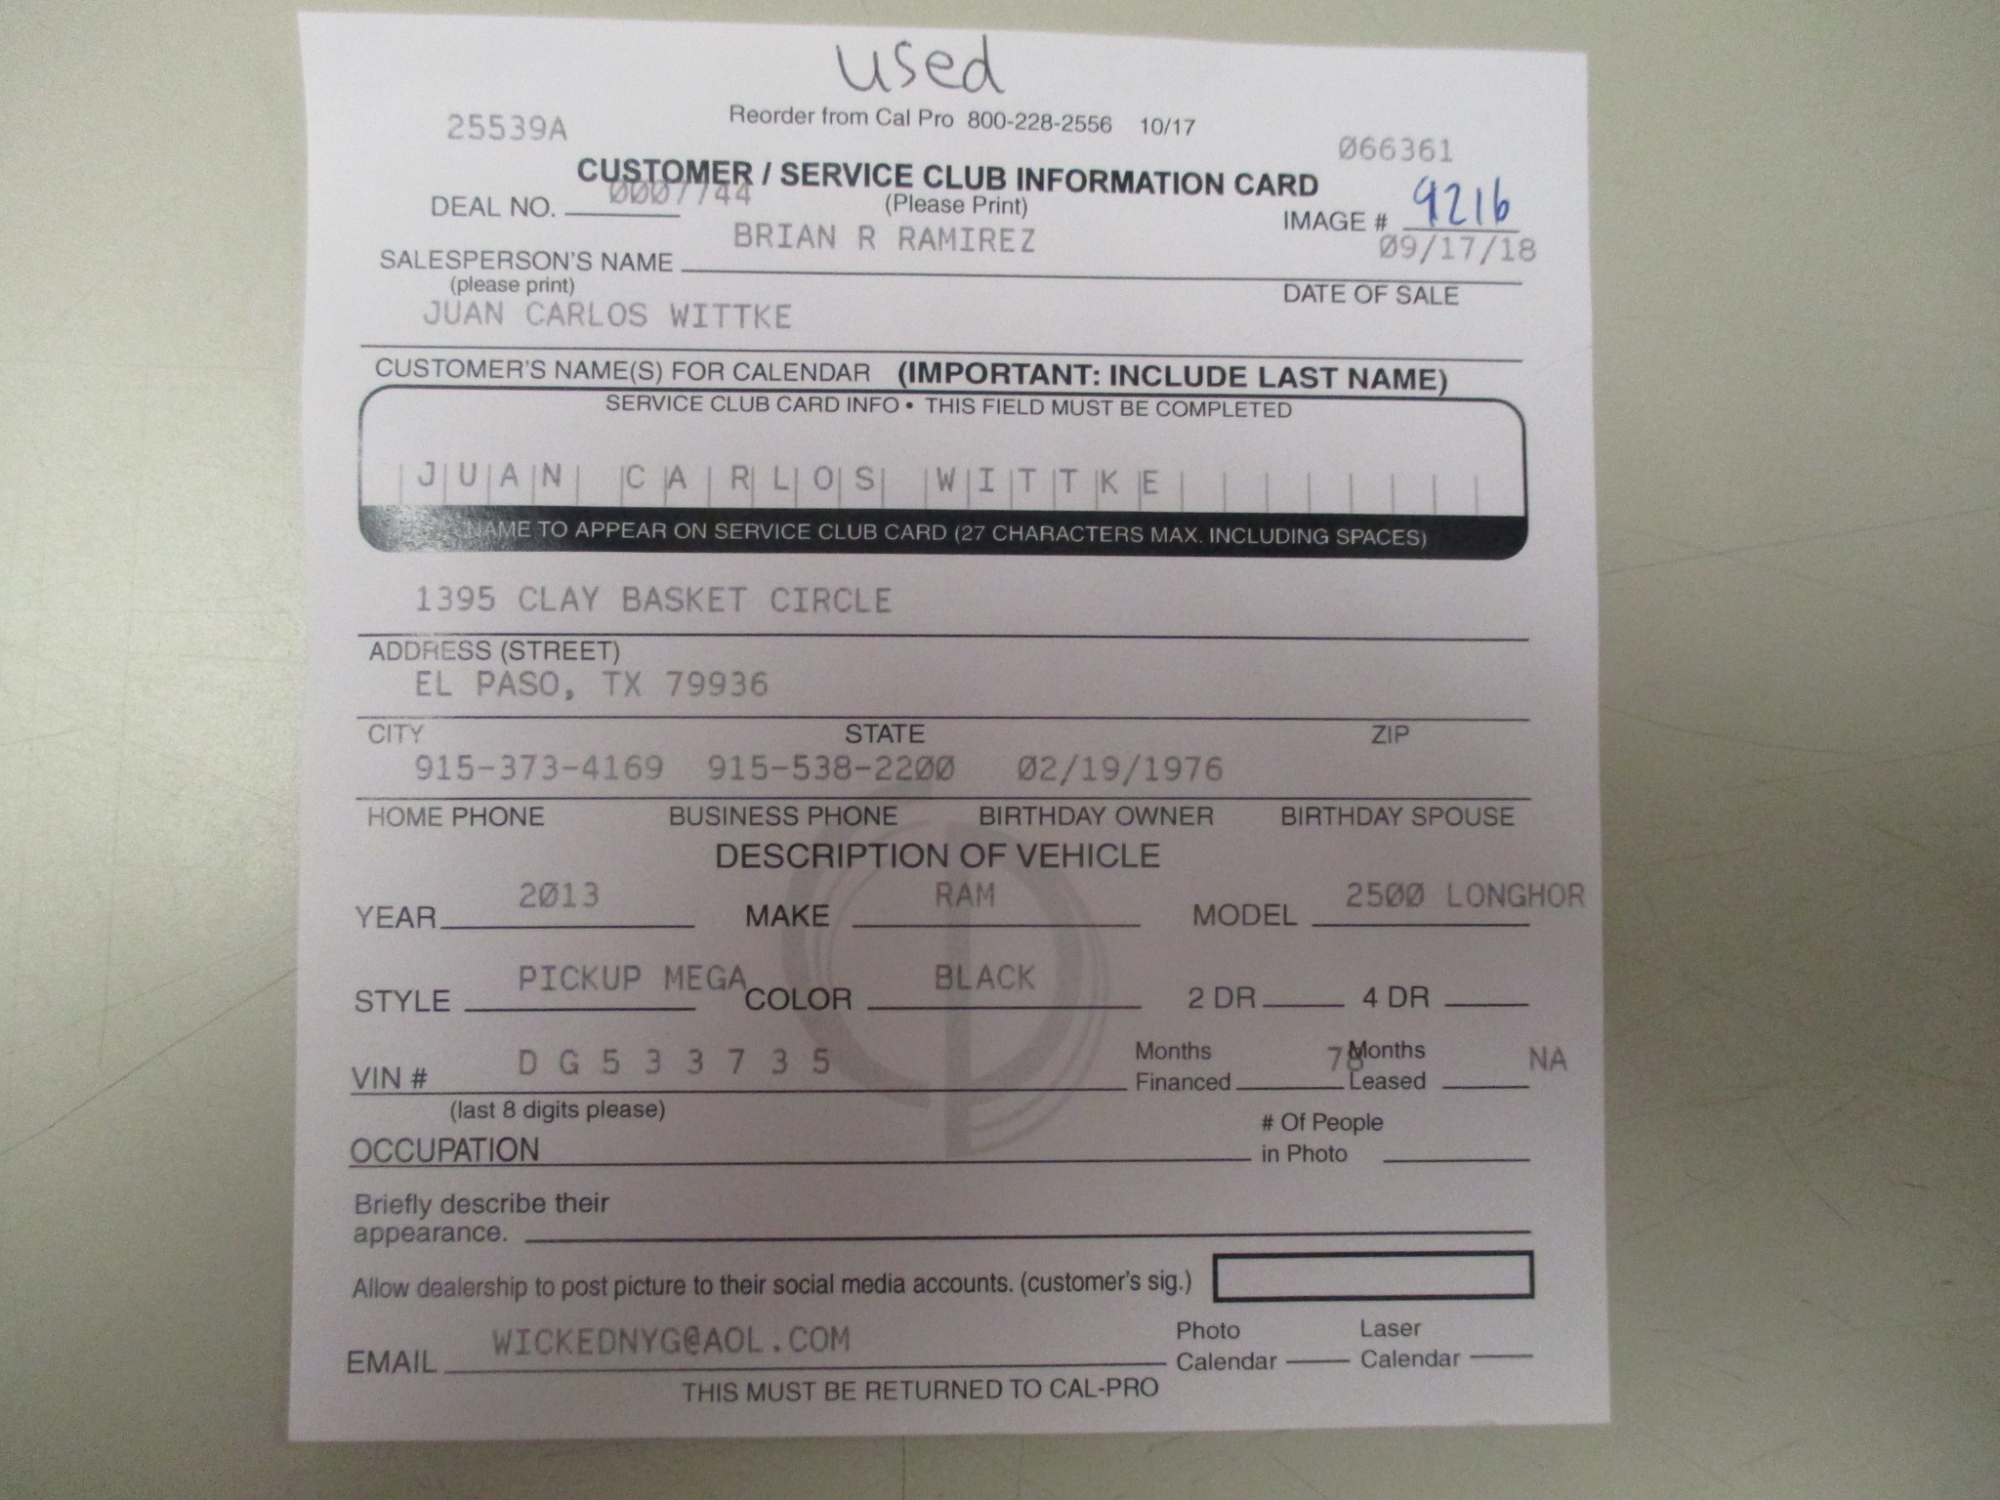 used
Reorder from Cal Pro 800-228-2556 10/17
25539A
066361
CUSTOMER / SERVICE CLUB INFORMATION CARD
DEAL NO. 0007744 (Please Print) IMAGE # 9216
BRIAN R RAMIREZ 09/17/18
SALESPERSON'S NAME
(please print) DATE OF SALE
JUAN CARLOS WITTKE
CUSTOMER'S NAME(S) FOR CALENDAR (IMPORTANT: INCLUDE LAST NAME)
SERVICE CLUB CARD INFO • THIS FIELD MUST BE COMPLETED
JUAN CARLOS WITTKE
NAME TO APPEAR ON SERVICE CLUB CARD (27 CHARACTERS MAX. INCLUDING SPACES)
1395 CLAY BASKET CIRCLE
ADDRESS (STREET)
EL PASO, TX 79936
CITY STATE ZIP
915-373-4169 915-538-2200 02/19/1976
HOME PHONE BUSINESS PHONE BIRTHDAY OWNER BIRTHDAY SPOUSE
DESCRIPTION OF VEHICLE
YEAR 2013 MAKE RAM MODEL 2500 LONGHOR
STYLE PICKUP MEGA COLOR BLACK 2 DR 4 DR
VIN # D G 5 3 3 7 3 5 Months Financed 78 Months Leased NA
(last 8 digits please)
OCCUPATION # Of People in Photo
Briefly describe their
appearance.
Allow dealership to post picture to their social media accounts. (customer's sig.)
EMAIL WICKEDNYG@AOL.COM Photo Calendar Laser Calendar
THIS MUST BE RETURNED TO CAL-PRO